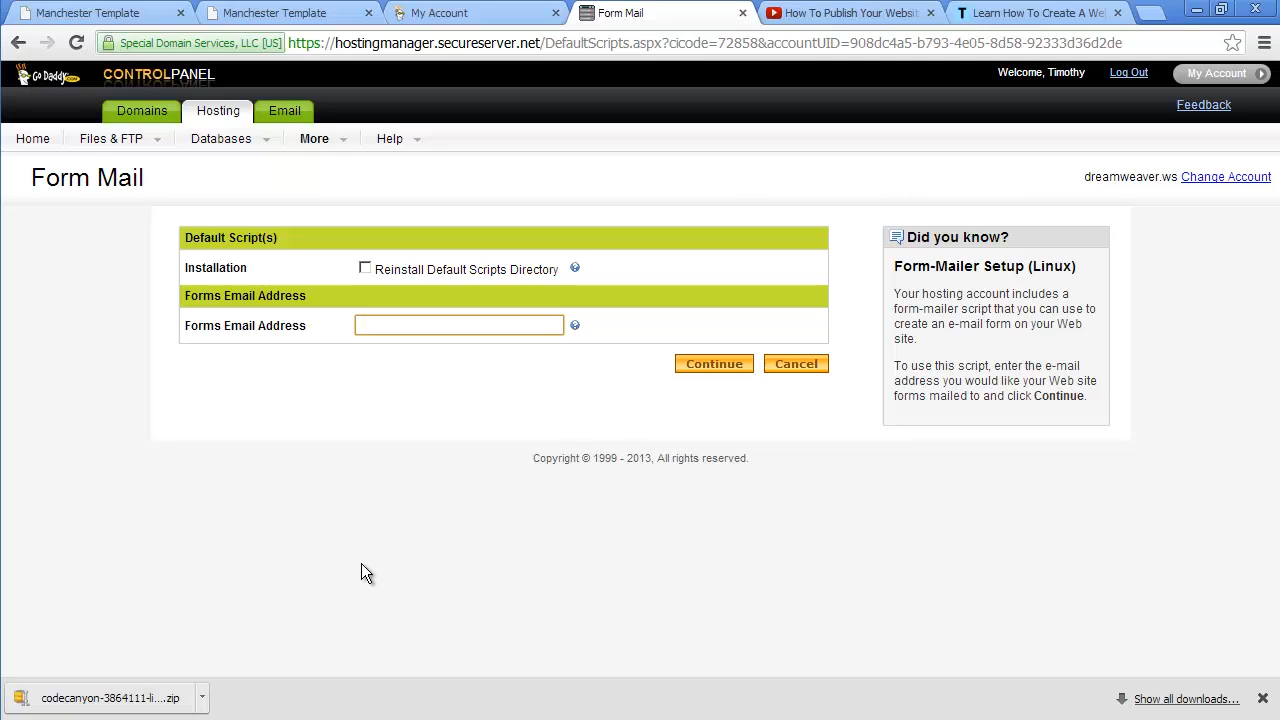 Manchester Template
Manchester Template
My Account
Form Mail
How To Publish Your Websit
Learn How To Create A Wel
Special Domain Services, LLC [US]
https://hostingmanager.secureserver.net/DefaultScripts.aspx?cicode=72858&accountUID=908dc4a5-b793-4e05-8d58-92333d36d2de
Go Daddy.com
CONTROLPANEL
Welcome, Timothy
Log Out
My Account
Domains
Hosting
Email
Feedback
Home
Files & FTP
Databases
More
Help
Form Mail
dreamweaver.ws Change Account
Default Script(s)
Installation
Reinstall Default Scripts Directory
Forms Email Address
Forms Email Address
Continue
Cancel
Did you know?
Form-Mailer Setup (Linux)
Your hosting account includes a
form-mailer script that you can use to
create an e-mail form on your Web
site.
To use this script, enter the e-mail
address you would like your Web site
forms mailed to and click Continue.
Copyright © 1999 - 2013, All rights reserved.
codecanyon-3864111-li....zip
Show all downloads...